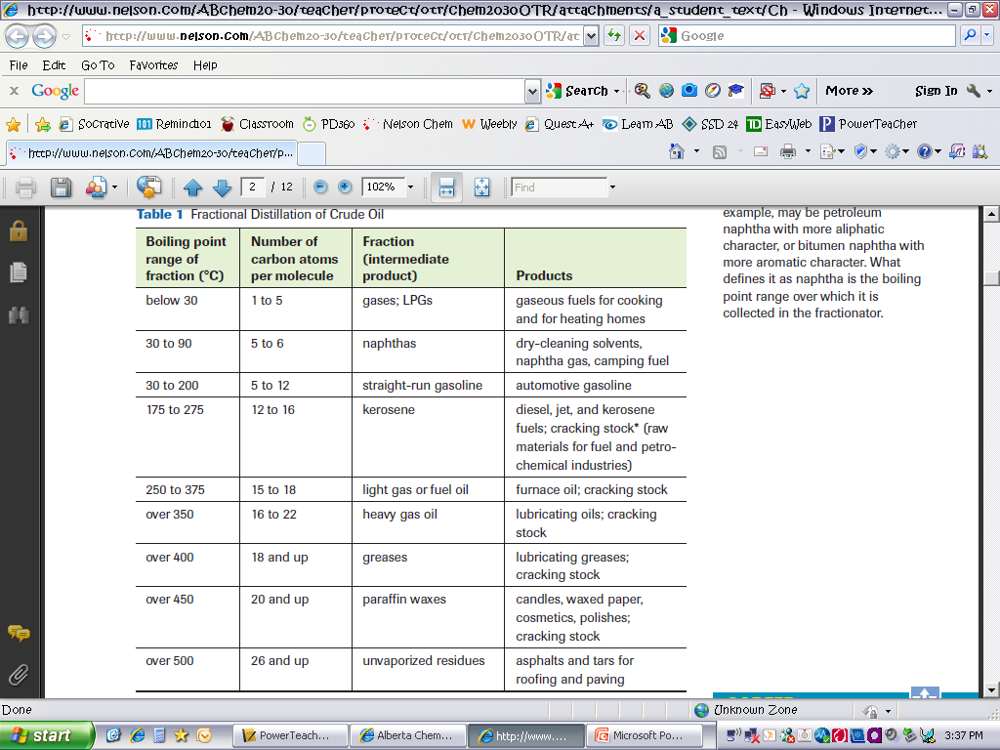 http://www.nelson.com/ABChem20-30/teacher/protect/otr/Chem2030OTR/attachments/a_student_text/Ch - Windows Internet...
http://www.nelson.com/ABChem20-30/teacher/protect/otr/Chem2030OTR/at
Google
File Edit Go To Favorites Help
x Google Search More >> Sign In
Socrative 101 Remind101 Classroom PD360 Nelson Chem W Weebly Quest A+ Learn AB SSD 24 TD EasyWeb P PowerTeacher
http://www.nelson.com/ABChem20-30/teacher/p...
2 / 12 102% Find
Table 1 Fractional Distillation of Crude Oil
Boiling point
range of
fraction (°C)
Number of
carbon atoms
per molecule
Fraction
(intermediate
product)
Products
below 30
1 to 5
gases; LPGs
gaseous fuels for cooking
and for heating homes
30 to 90
5 to 6
naphthas
dry-cleaning solvents,
naphtha gas, camping fuel
30 to 200
5 to 12
straight-run gasoline
automotive gasoline
175 to 275
12 to 16
kerosene
diesel, jet, and kerosene
fuels; cracking stock* (raw
materials for fuel and petro-
chemical industries)
250 to 375
15 to 18
light gas or fuel oil
furnace oil; cracking stock
over 350
16 to 22
heavy gas oil
lubricating oils; cracking
stock
over 400
18 and up
greases
lubricating greases;
cracking stock
over 450
20 and up
paraffin waxes
candles, waxed paper,
cosmetics, polishes;
cracking stock
over 500
26 and up
unvaporized residues
asphalts and tars for
roofing and paving
example, may be petroleum
naphtha with more aliphatic
character, or bitumen naphtha with
more aromatic character. What
defines it as naphtha is the boiling
point range over which it is
collected in the fractionator.
Done Unknown Zone
start PowerTeach... Alberta Chem... http://www.... Microsoft Po... 3:37 PM